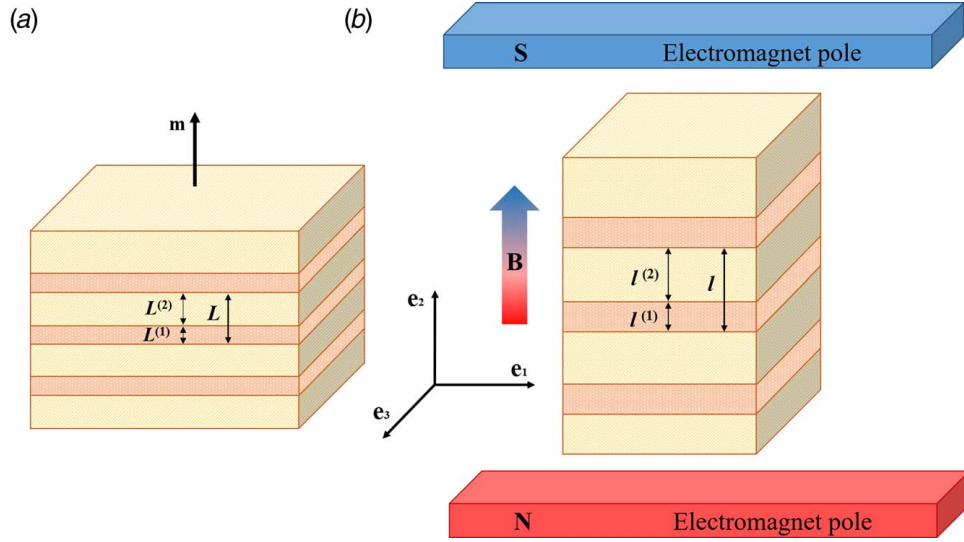 (a)
m
L(2)
L
L(1)
(b)
S Electromagnet pole
B
l(2)
l
l(1)
e2
e1
e3
N Electromagnet pole